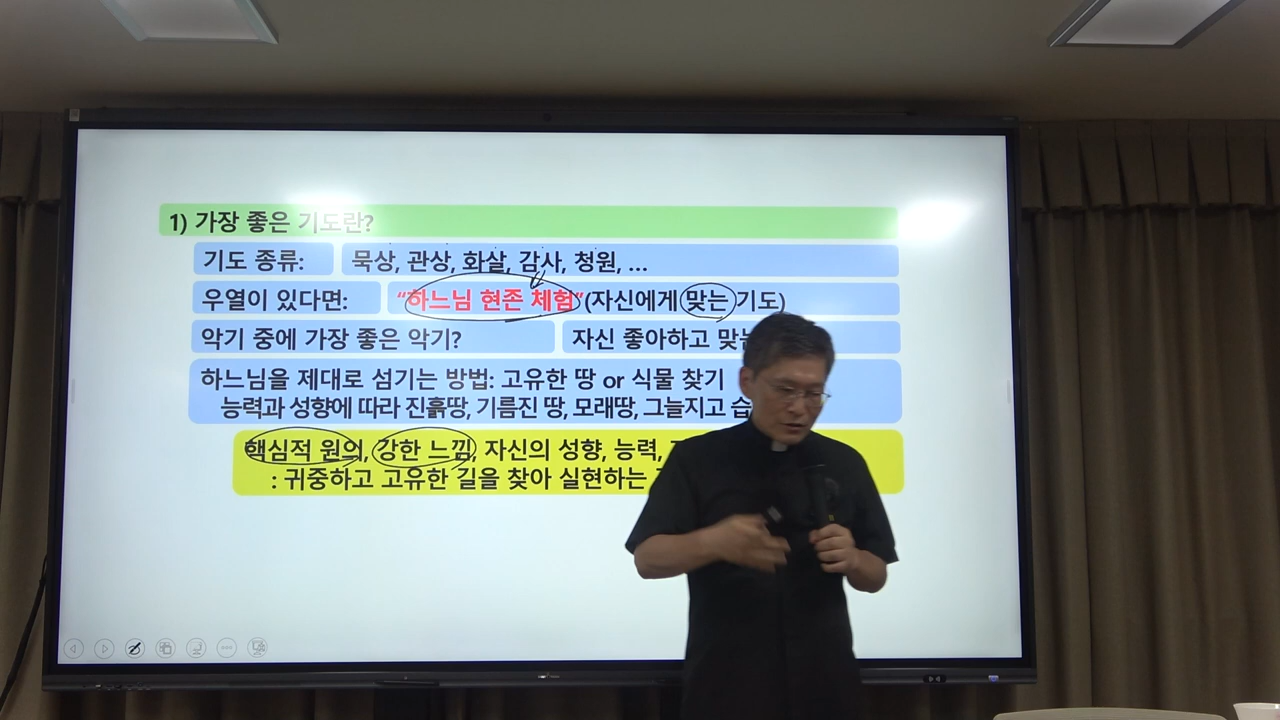 1) 가장 좋은 기도란?
기도 종류: 묵상, 관상, 화살, 감사, 청원, ...
우열이 있다면: “하느님 현존 체험”(자신에게 맞는 기도)
악기 중에 가장 좋은 악기? 자신 좋아하고
하느님을 제대로 섬기는 방법: 고유한 땅 or 식물 찾기
능력과 성향에 따라 진흙땅, 기름진 땅, 모래땅, 그늘지고
핵심적 원의, 강한 느낌, 자신의 성향, 능력,
: 귀중하고 고유한 길을 찾아 실현하는